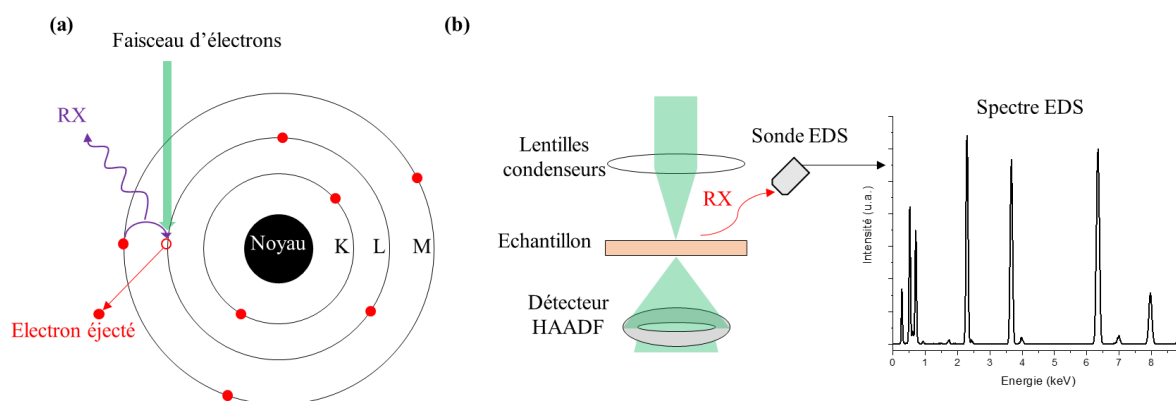 (a)
Faisceau d'électrons
RX
Noyau
K
L
M
Electron éjecté
(b)
Lentilles
condenseurs
Sonde EDS
RX
Echantillon
Détecteur
HAADF
Spectre EDS
Intensité (u.a.)
0 1 2 3 4 5 6 7 8
Energie (keV)